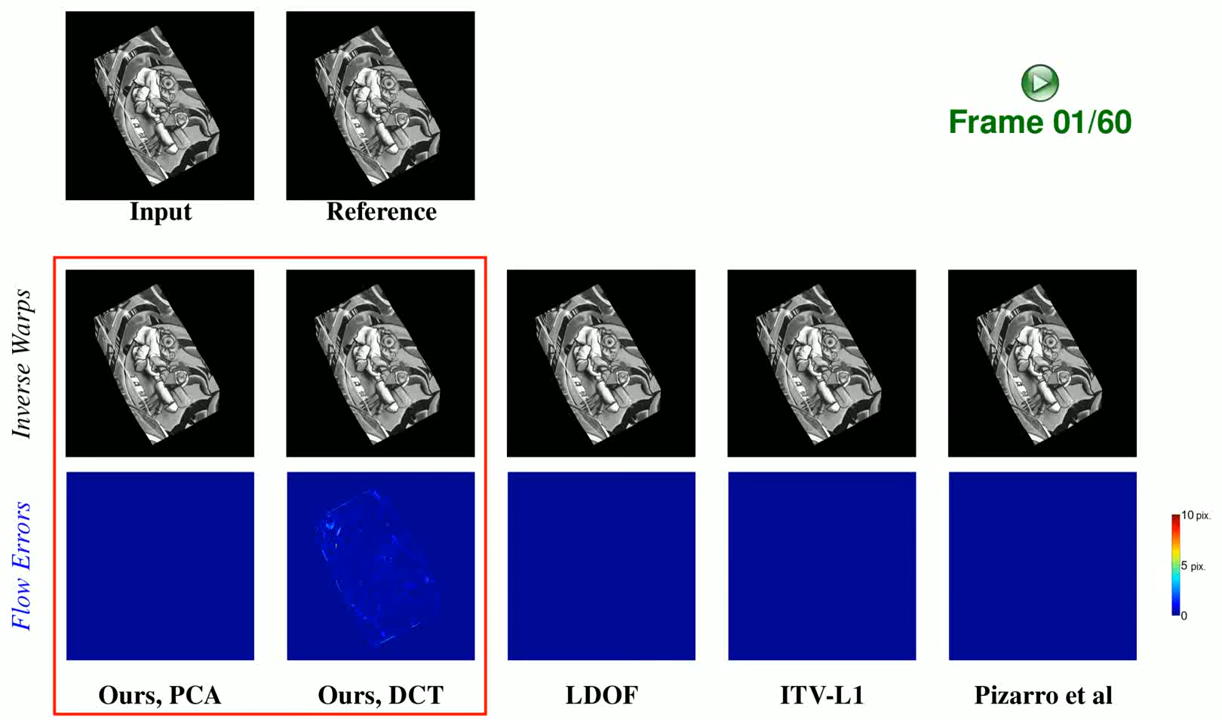 Frame 01/60
Input
Reference
Inverse Warps
Flow Errors
10 pix.
5 pix.
0
Ours, PCA
Ours, DCT
LDOF
ITV-L1
Pizarro et al